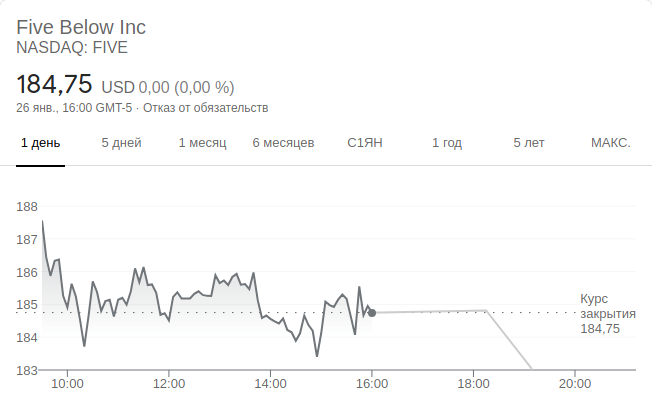 Five Below Inc
NASDAQ: FIVE
184,75 USD 0,00 (0,00 %)
26 янв., 16:00 GMT-5 · Отказ от обязательств
1 день 5 дней 1 месяц 6 месяцев С1ЯН 1 год 5 лет МАКС.
188
187
186
185
184
183
Курс
закрытия
184,75
10:00 12:00 14:00 16:00 18:00 20:00